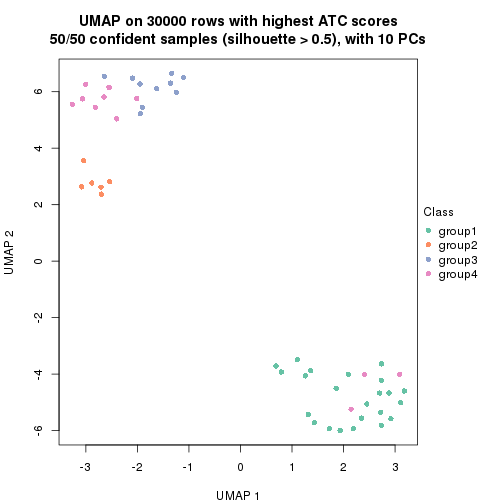 UMAP on 30000 rows with highest ATC scores
50/50 confident samples (silhouette > 0.5), with 10 PCs
6
4
2
0
-2
-4
-6
UMAP 2
-3
-2
-1
0
1
2
3
UMAP 1
Class
group1
group2
group3
group4